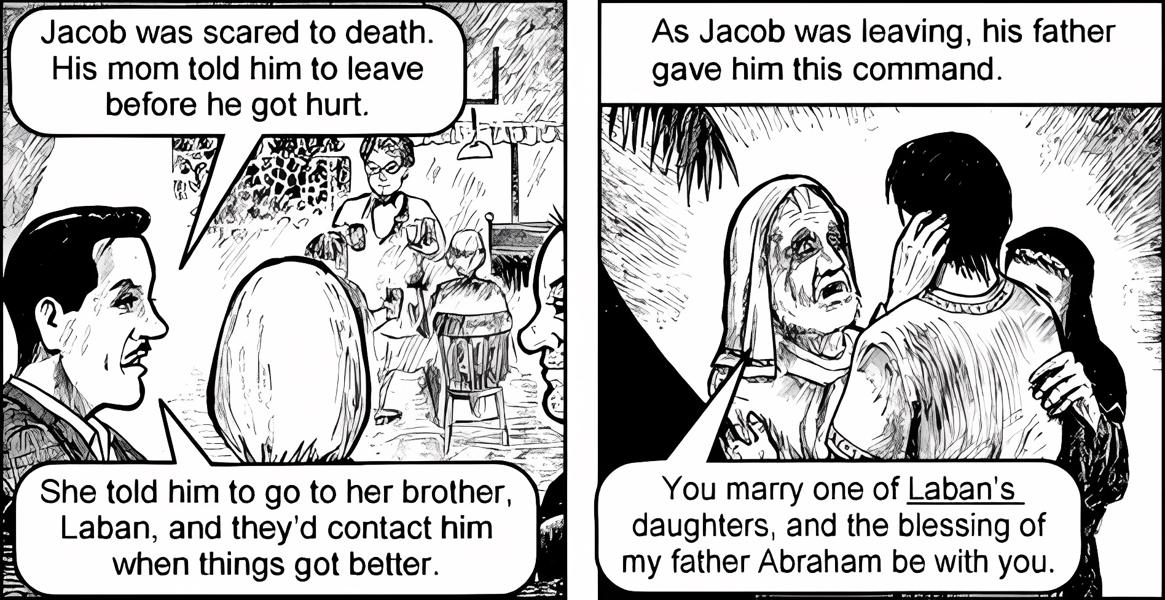 Jacob was scared to death.
His mom told him to leave
before he got hurt.
She told him to go to her brother,
Laban, and they'd contact him
when things got better.
As Jacob was leaving, his father
gave him this command.
You marry one of Laban's
daughters, and the blessing of
my father Abraham be with you.